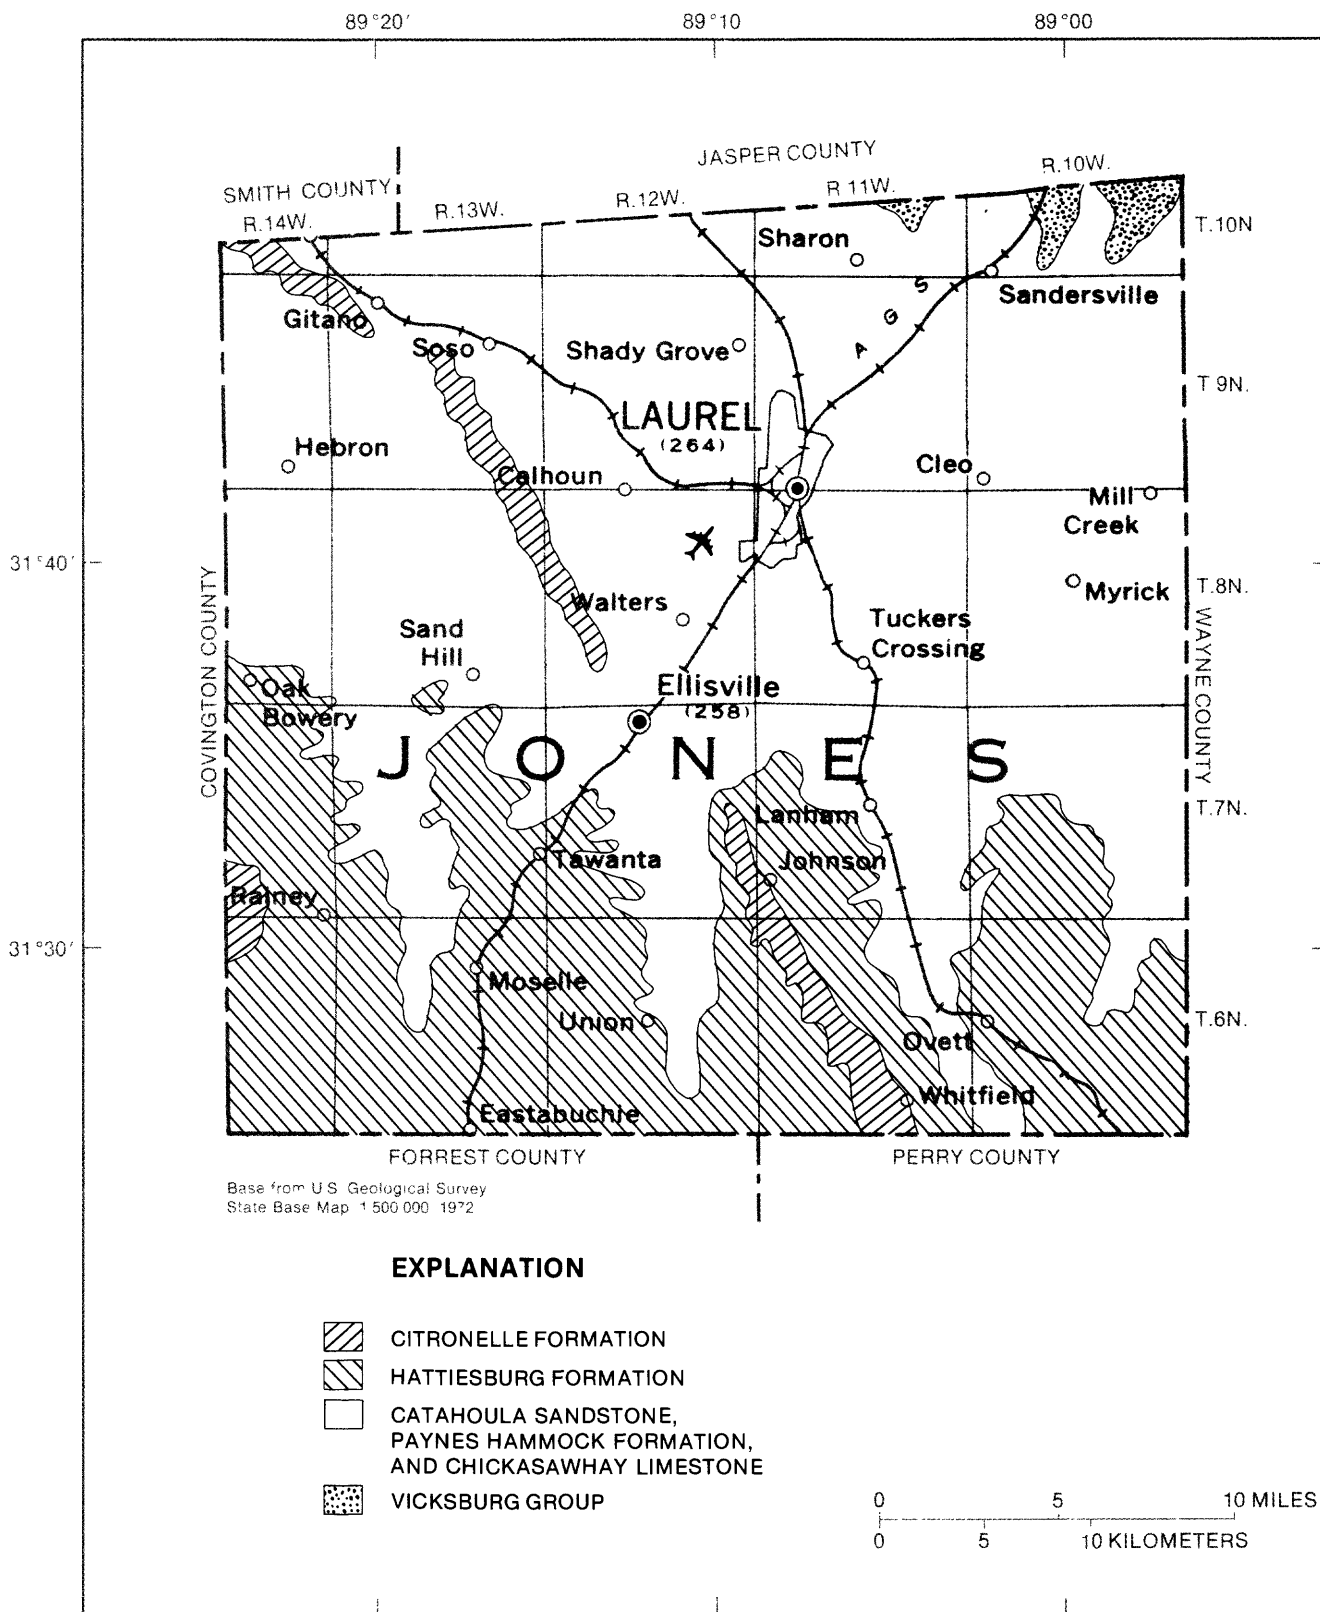 89°20′
89°10
89°00
JASPER COUNTY
SMITH COUNTY
R.10W.
R.14W.
R.13W.
R.12W.
R 11W.
T.10N
Sharon
Sandersville
A G S
Gitano
Soso
Shady Grove
T 9N.
LAUREL
(264)
Hebron
Calhoun
Cleo
Mill
Creek
31°40′
T.8N.
Myrick
Walters
Tuckers
Crossing
Sand
Hill
COVINGTON COUNTY
WAYNE COUNTY
Oak
Bowery
Ellisville
(258)
JONES
T.7N.
Lanham
Johnson
Tawanta
Rainey
31°30′
Moselle
Union
T.6N.
Ovett
Whitfield
Eastabuchie
FORREST COUNTY
PERRY COUNTY
Base from U S Geological Survey
State Base Map 1 500 000 1972
EXPLANATION
CITRONELLE FORMATION
HATTIESBURG FORMATION
CATAHOULA SANDSTONE,
PAYNES HAMMOCK FORMATION,
AND CHICKASAWHAY LIMESTONE
VICKSBURG GROUP
0 5 10 MILES
0 5 10 KILOMETERS